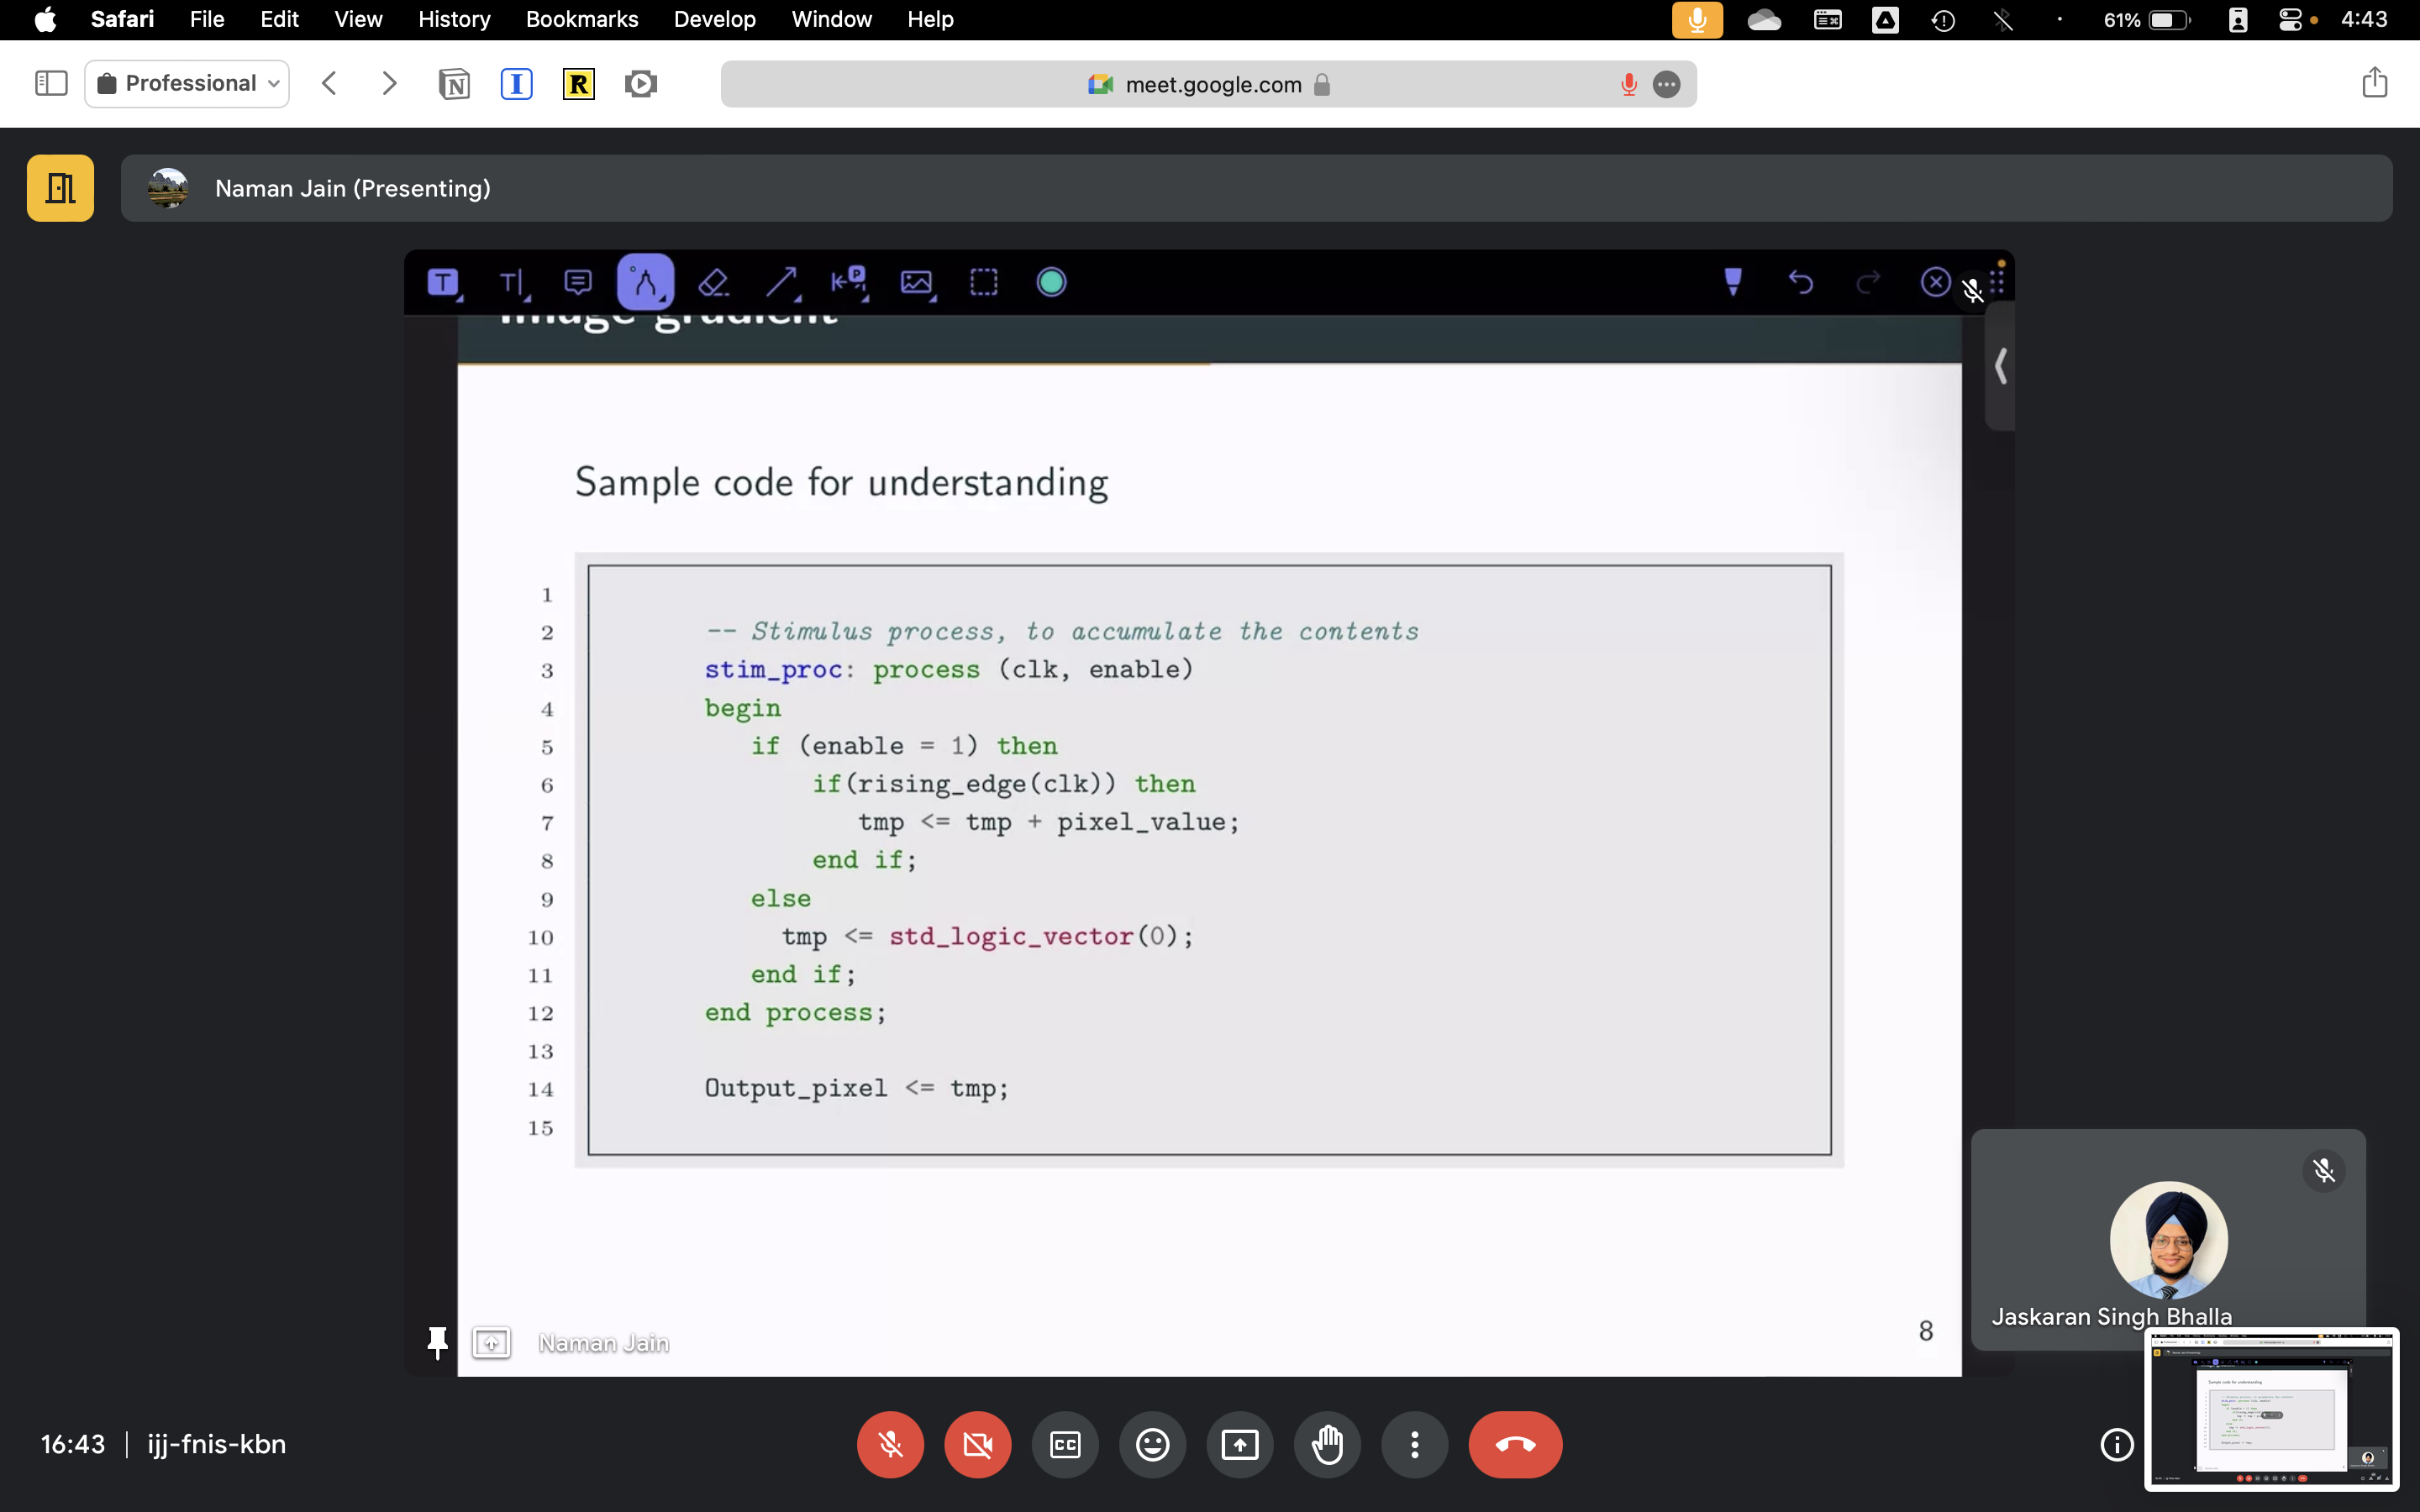 Safari File Edit View History Bookmarks Develop Window Help 61% 4:43
Professional meet.google.com
Naman Jain (Presenting)
Image gradient
Sample code for understanding
1
2 -- Stimulus process, to accumulate the contents
3 stim_proc: process (clk, enable)
4 begin
5 if (enable = 1) then
6 if(rising_edge(clk)) then
7 tmp <= tmp + pixel_value;
8 end if;
9 else
10 tmp <= std_logic_vector(0);
11 end if;
12 end process;
13
14 Output_pixel <= tmp;
15
Jaskaran Singh Bhalla
Naman Jain 8
16:43 | ijj-fnis-kbn